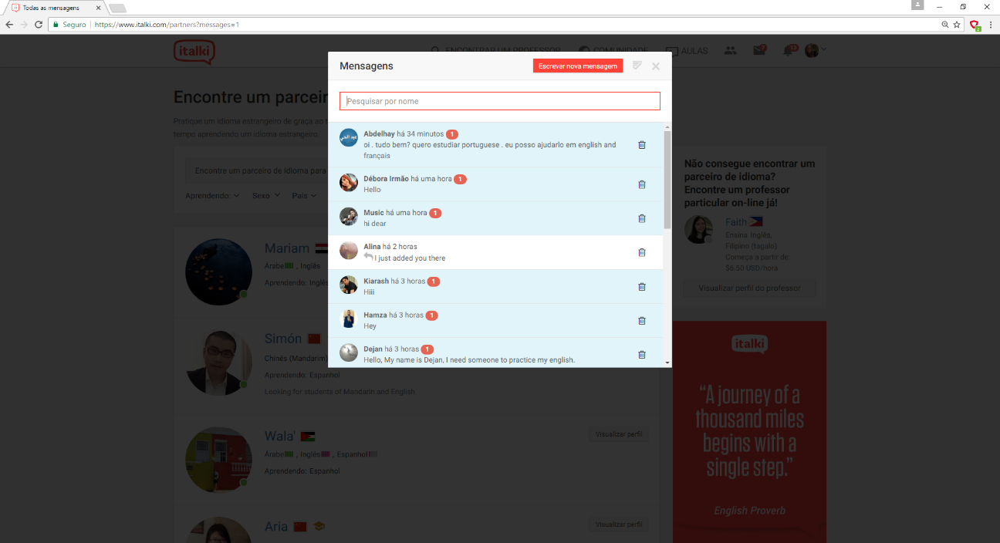 Todas as mensagens
Seguro https://www.italki.com/partners?messages=1
2
italki
ENCONTRAR UM PROFESSOR COMUNIDADE AULAS
Mensagens Escrever nova mensagem
Pesquisar por nome
Abdelhay há 34 minutos 1
oi . tudo bem? quero estudiar portuguese . eu posso ajudarlo em english and
français
Débora Irmão há uma hora 1
Hello
Music há uma hora 1
hi dear
Alina há 2 horas
I just added you there
Kiarash há 3 horas 1
Hiii
Hamza há 3 horas 1
Hey
Dejan há 3 horas 1
Hello, My name is Dejan, I need someone to practice my english.
Encontre um parceir
Pratique um idioma estrangeiro de graça ao
tempo aprendendo um idioma estrangeiro.
Encontre um parceiro de idioma para
Aprendendo: Sexo País
Mariam
Árabe , Inglês
Aprendendo: Inglê
Simón
Chinês (Mandarim)
Aprendendo: Espanhol
Looking for students of Mandarin and English
Wala'
Visualizar perfil
Árabe , Inglês , Espanhol
Aprendendo: Espanhol
Aria
Visualizar perfil
Não consegue encontrar um
parceiro de idioma?
Encontre um professor
particular on-line já!
Faith
Ensina Inglês,
Filipino (tagalo)
Começa a partir de:
$6.50 USD/hora
Visualizar perfil do professor
italki
“A journey of a
thousand miles
begins with a
single step.”
English Proverb